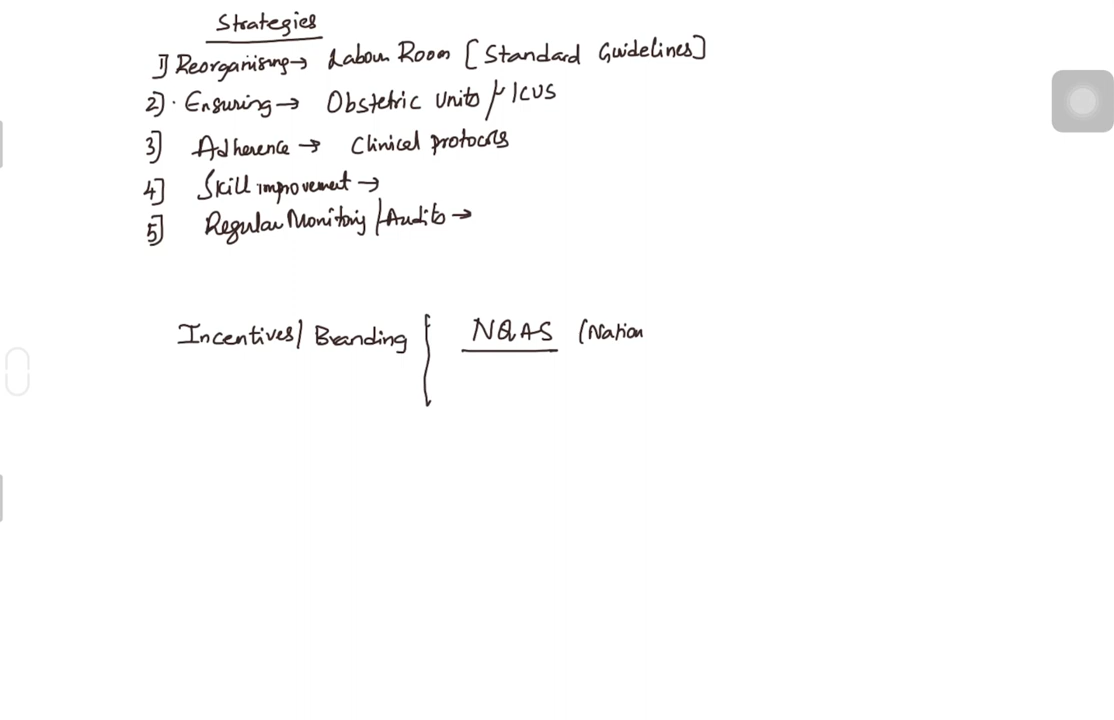 Strategies
1] Reorganising → Labour Room [Standard Guidelines]
2]. Ensuring → Obstetric Units / ICUS
3] Adherence → Clinical protocols
4] Skill improvement →
5] Regular Monitoring / Audits →
Incentives / Branding { NQAS (Nation